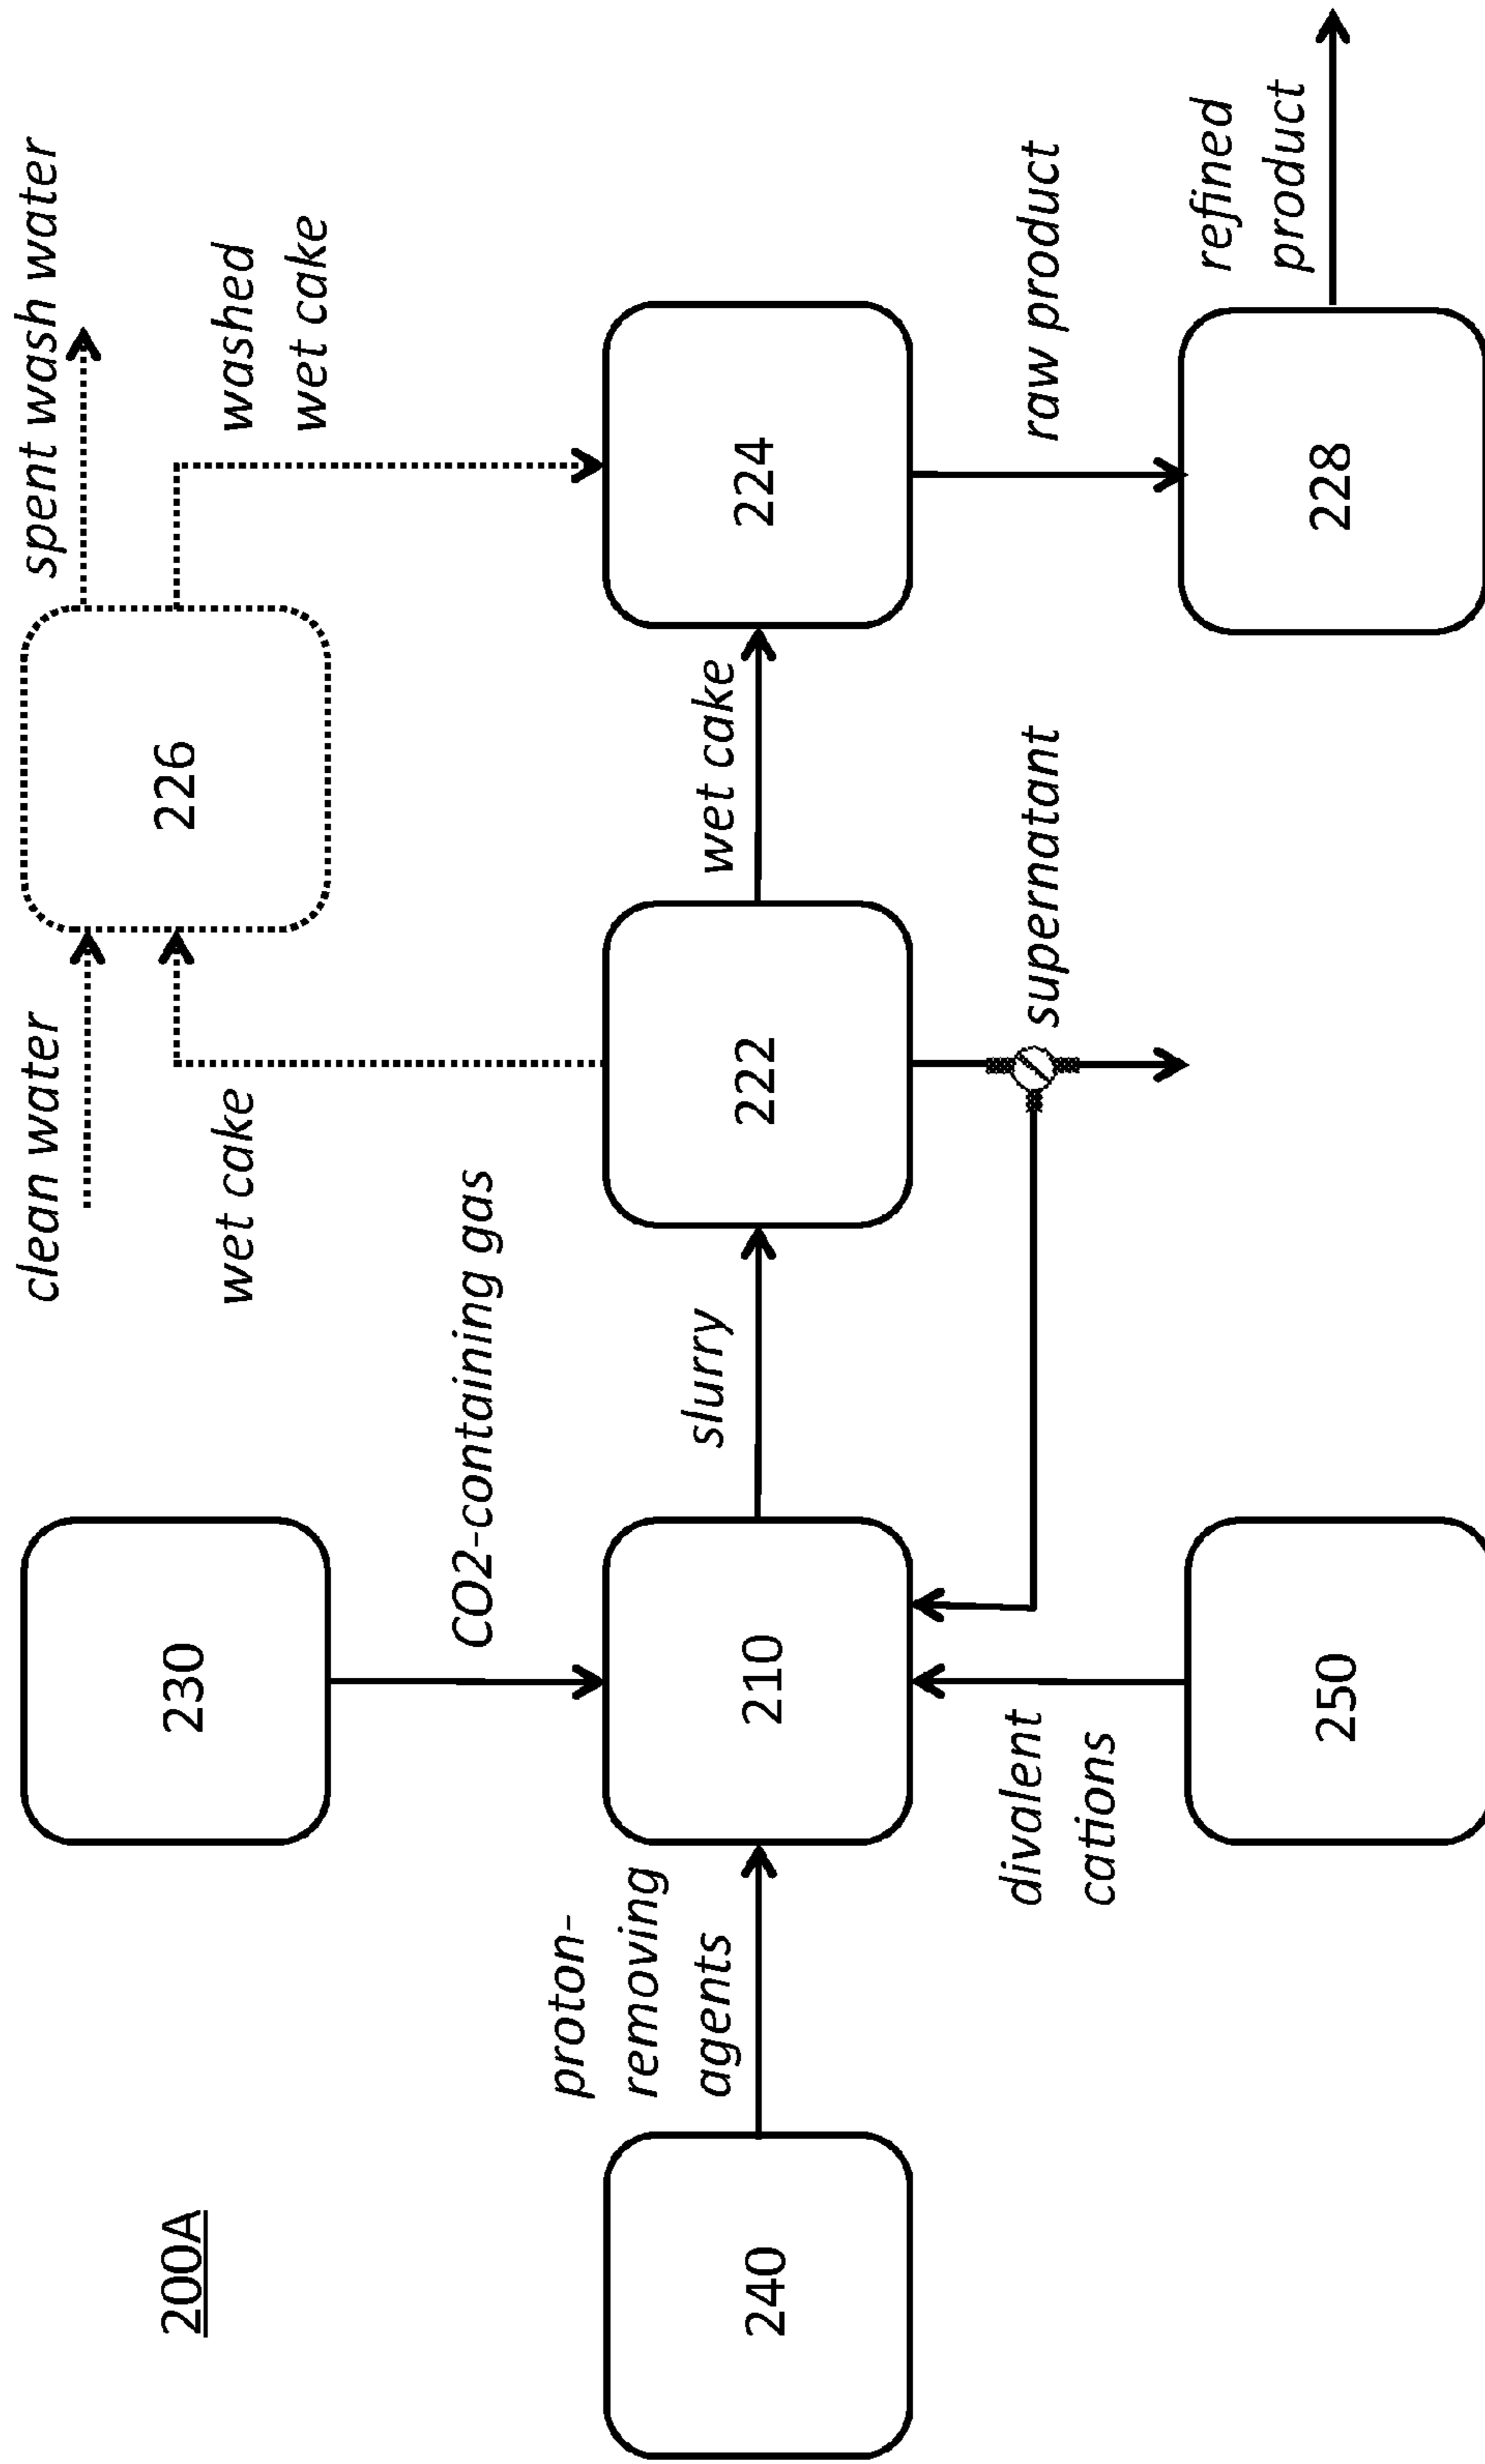 200A
230
clean water
226
spent wash water
wet cake
washed
wet cake
CO2-containing gas
proton-
removing
agents
slurry
wet cake
240
210
222
224
divalent
cations
supernatant
raw product
250
228
refined
product